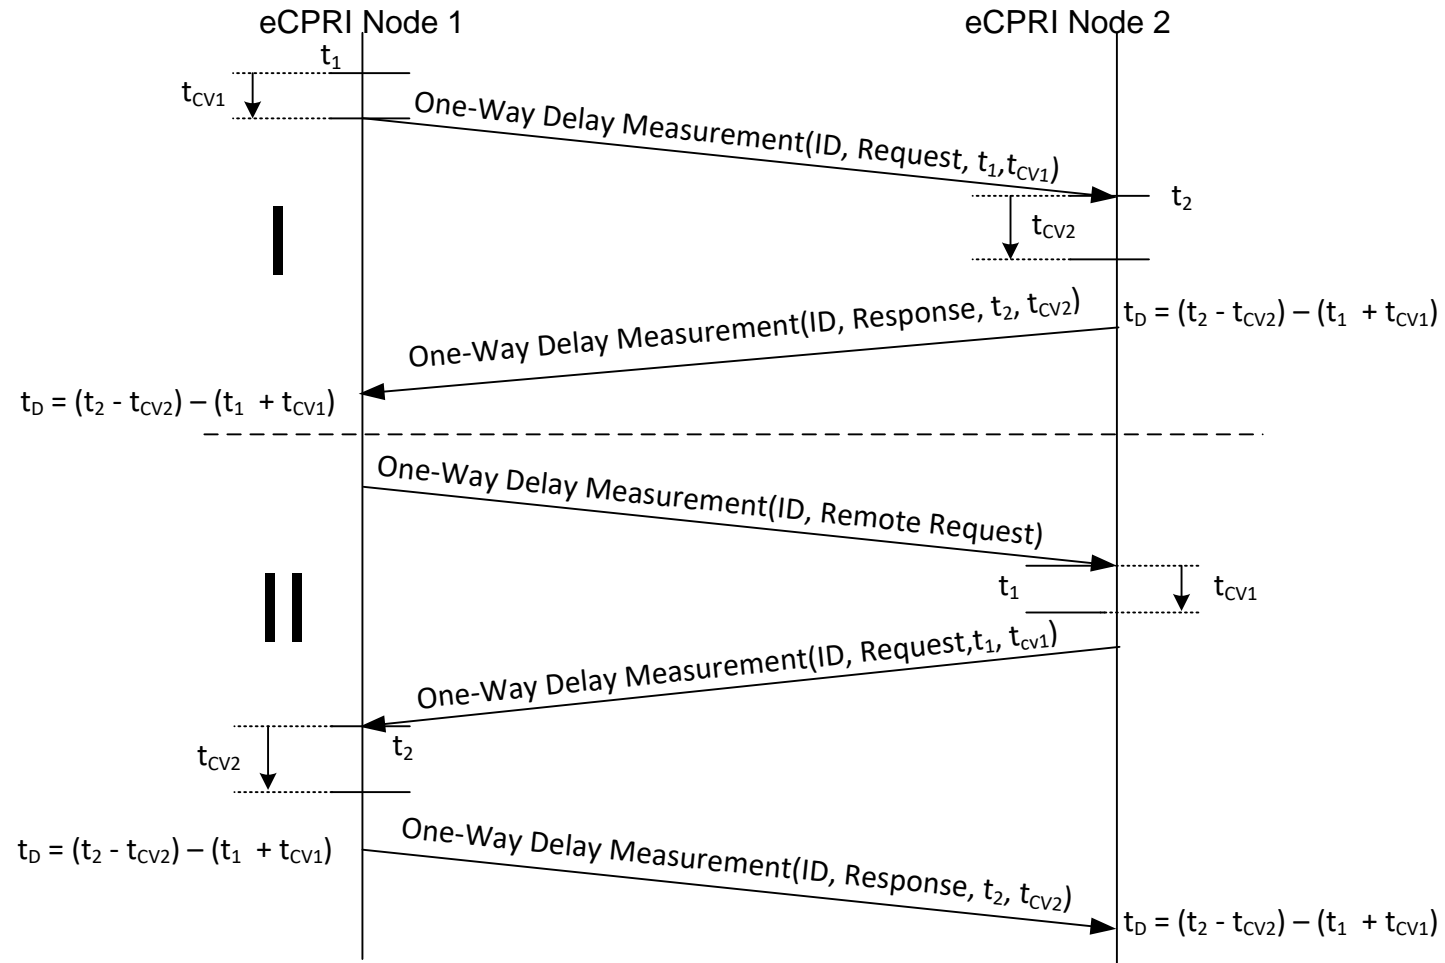 eCPRI Node 1
eCPRI Node 2
t1
tCV1
One-Way Delay Measurement(ID, Request, t1,tCV1)
t2
tCV2
I
One-Way Delay Measurement(ID, Response, t2, tCV2)
tD = (t2 - tCV2) – (t1 + tCV1)
tD = (t2 - tCV2) – (t1 + tCV1)
One-Way Delay Measurement(ID, Remote Request)
t1
tCV1
II
One-Way Delay Measurement(ID, Request,t1, tcv1)
t2
tCV2
One-Way Delay Measurement(ID, Response, t2, tCV2)
tD = (t2 - tCV2) – (t1 + tCV1)
tD = (t2 - tCV2) – (t1 + tCV1)